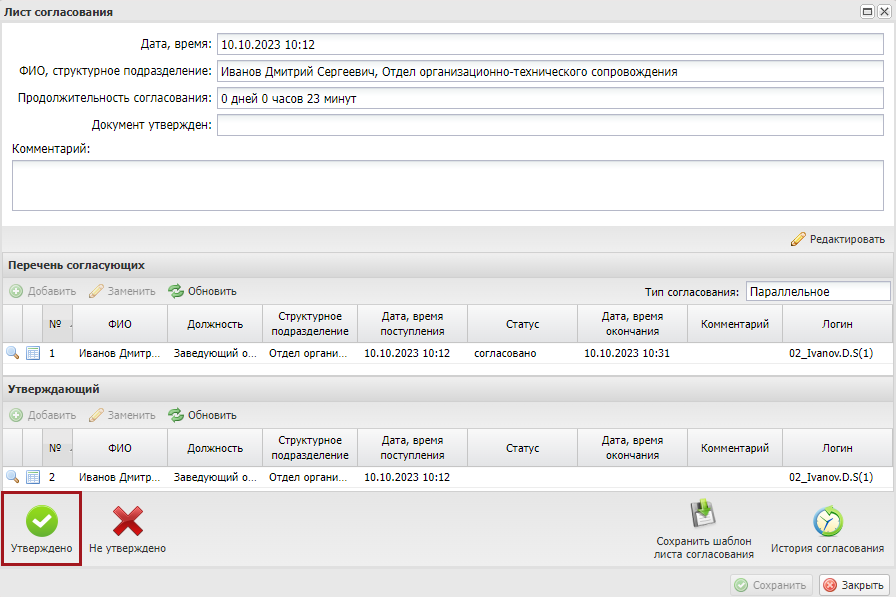 Лист согласования
Дата, время: 10.10.2023 10:12
ФИО, структурное подразделение: Иванов Дмитрий Сергеевич, Отдел организационно-технического сопровождения
Продолжительность согласования: 0 дней 0 часов 23 минут
Документ утвержден:
Комментарий:
Редактировать
Перечень согласующих
Добавить Заменить Обновить Тип согласования: Параллельное
№ ФИО Должность Структурное подразделение Дата, время поступления Статус Дата, время окончания Комментарий Логин
1 Иванов Дмитр... Заведующий о... Отдел органи... 10.10.2023 10:12 согласовано 10.10.2023 10:31 02_Ivanov.D.S(1)
Утверждающий
Добавить Заменить Обновить
№ ФИО Должность Структурное подразделение Дата, время поступления Статус Дата, время окончания Комментарий Логин
2 Иванов Дмитр... Заведующий о... Отдел органи... 10.10.2023 10:12 02_Ivanov.D.S(1)
Утверждено Не утверждено Сохранить шаблон листа согласования История согласования
Сохранить Закрыть